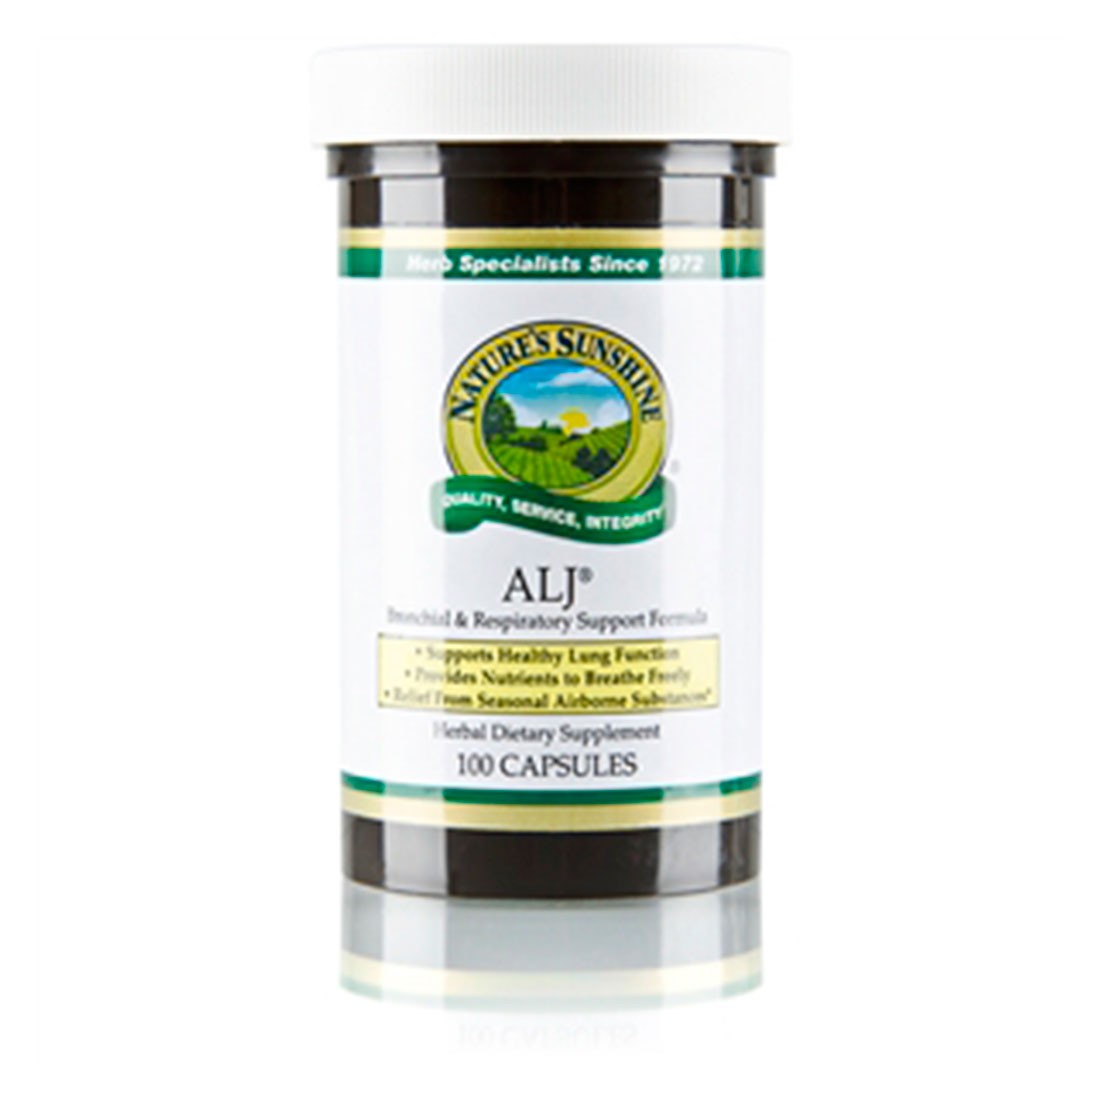 Herb Specialists Since 1972
NATURE'S SUNSHINE
®
QUALITY, SERVICE, INTEGRITY
ALJ®
Bronchial & Respiratory Support Formula
• Supports Healthy Lung Function
• Provides Nutrients to Breathe Freely
• Relief From Seasonal Airborne Substances*
Herbal Dietary Supplement
100 CAPSULES